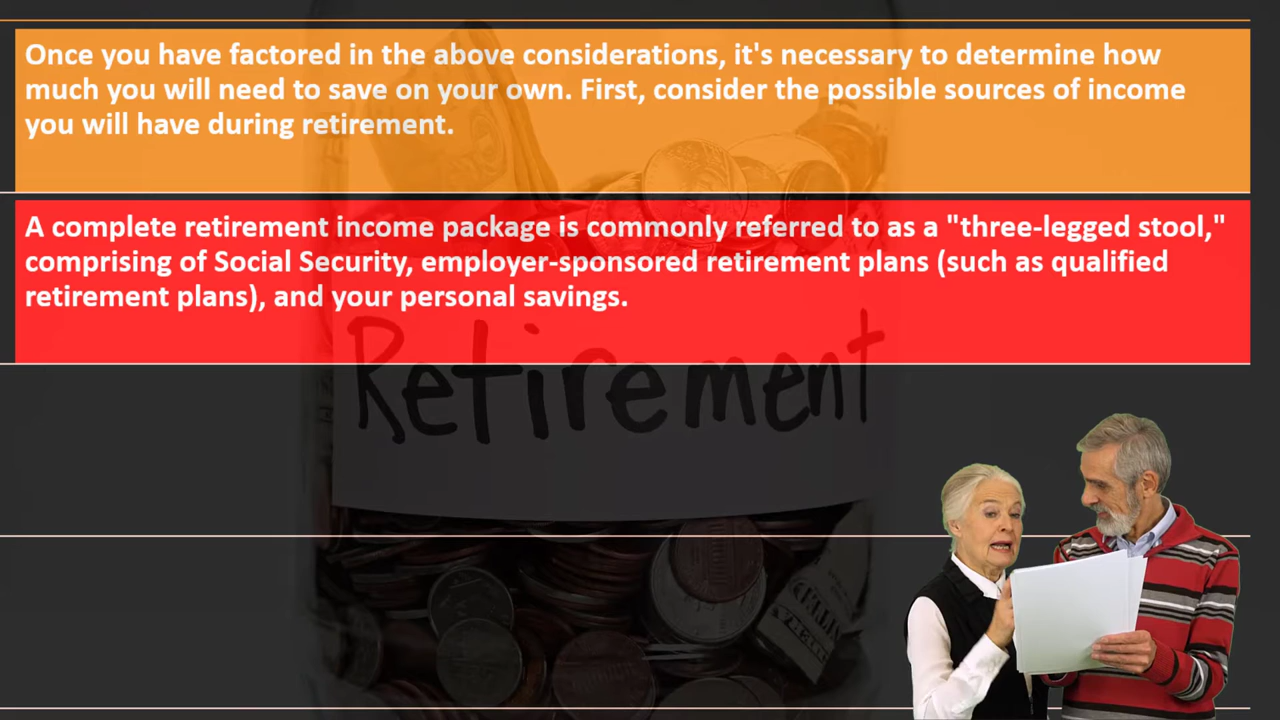 Once you have factored in the above considerations, it's necessary to determine how
much you will need to save on your own. First, consider the possible sources of income
you will have during retirement.
A complete retirement income package is commonly referred to as a "three-legged stool,"
comprising of Social Security, employer-sponsored retirement plans (such as qualified
retirement plans), and your personal savings.
Retirement